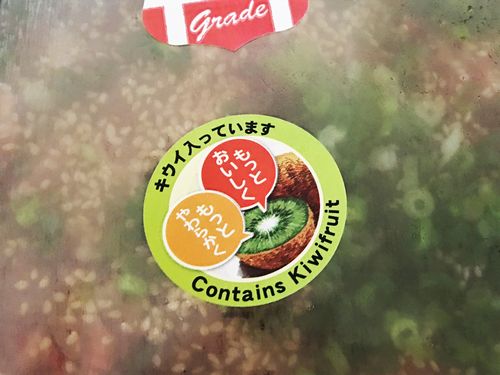 Grade
キウイ入っています
もっと
おいしく
もっと
やわらかく
Contains Kiwifruit